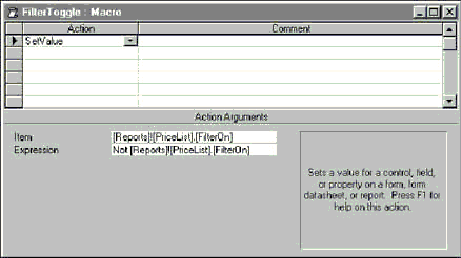 FilterToggle : Macro
Action Comment
SetValue
Action Arguments
Item [Reports]![PriceList].[FilterOn]
Expression Not [Reports]![PriceList].[FilterOn]
Sets a value for a control, field,
or property on a form, form
datasheet, or report. Press F1 for
help on this action.